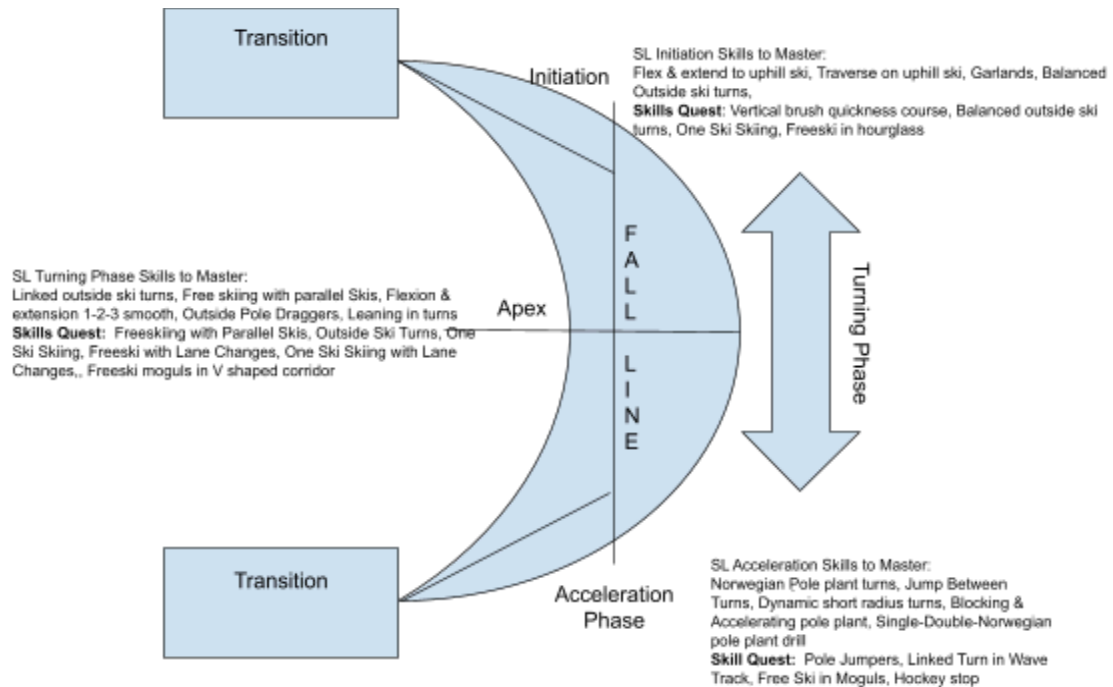 Transition
Initiation
SL Initiation Skills to Master:
Flex & extend to uphill ski, Traverse on uphill ski, Garlands, Balanced
Outside ski turns,
Skills Quest: Vertical brush quickness course, Balanced outside ski
turns, One Ski Skiing, Freeski in hourglass
FALL
LINE
Turning Phase
SL Turning Phase Skills to Master:
Linked outside ski turns, Free skiing with parallel Skis, Flexion &
extension 1-2-3 smooth, Outside Pole Draggers, Leaning in turns
Skills Quest: Freeskiing with Parallel Skis, Outside Ski Turns, One
Ski Skiing, Freeski with Lane Changes, One Ski Skiing with Lane
Changes,, Freeski moguls in V shaped corridor
Apex
Transition
Acceleration
Phase
SL Acceleration Skills to Master:
Norwegian Pole plant turns, Jump Between
Turns, Dynamic short radius turns, Blocking &
Accelerating pole plant, Single-Double-Norwegian
pole plant drill
Skill Quest: Pole Jumpers, Linked Turn in Wave
Track, Free Ski in Moguls, Hockey stop